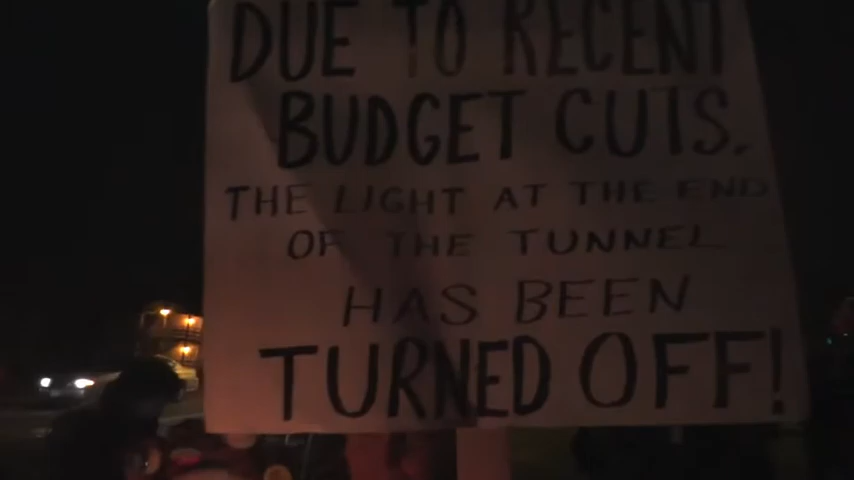 DUE TO RECENT
BUDGET CUTS.
THE LIGHT AT THE END
OF THE TUNNEL
HAS BEEN
TURNED OFF!